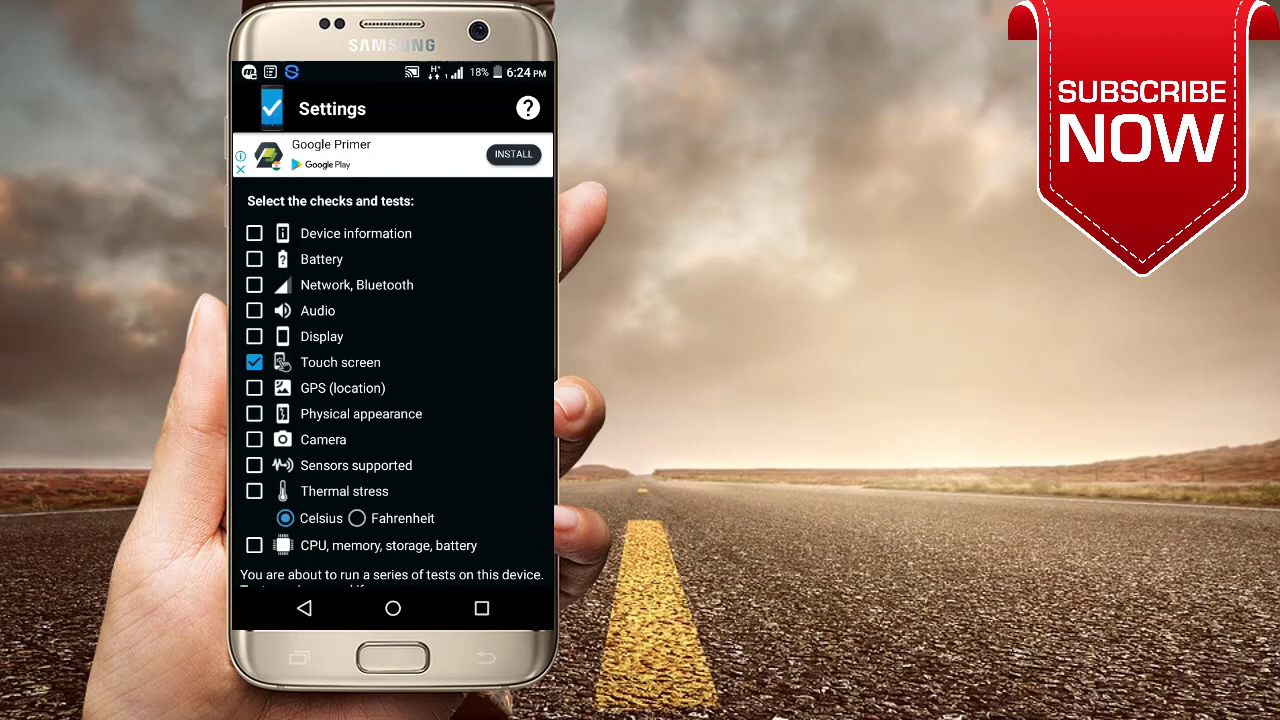 SAMSUNG
18% 6:24 PM
Settings
Google Primer
Google Play
INSTALL
Select the checks and tests:
Device information
Battery
Network, Bluetooth
Audio
Display
Touch screen
GPS (location)
Physical appearance
Camera
Sensors supported
Thermal stress
Celsius Fahrenheit
CPU, memory, storage, battery
You are about to run a series of tests on this device.
SUBSCRIBE
NOW